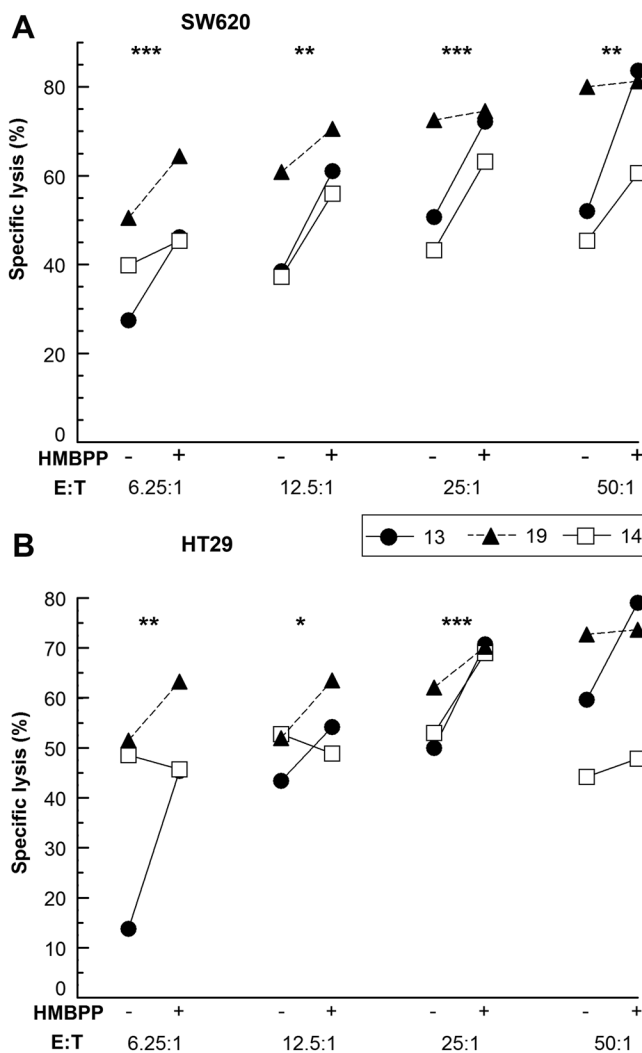 A
SW620
*** ** *** **
Specific lysis (%)
80
60
40
20
0
HMBPP - + - + - + - +
E:T 6.25:1 12.5:1 25:1 50:1
13 19 14
B
HT29
** * ***
Specific lysis (%)
80
70
60
50
40
30
20
10
0
HMBPP - + - + - + - +
E:T 6.25:1 12.5:1 25:1 50:1